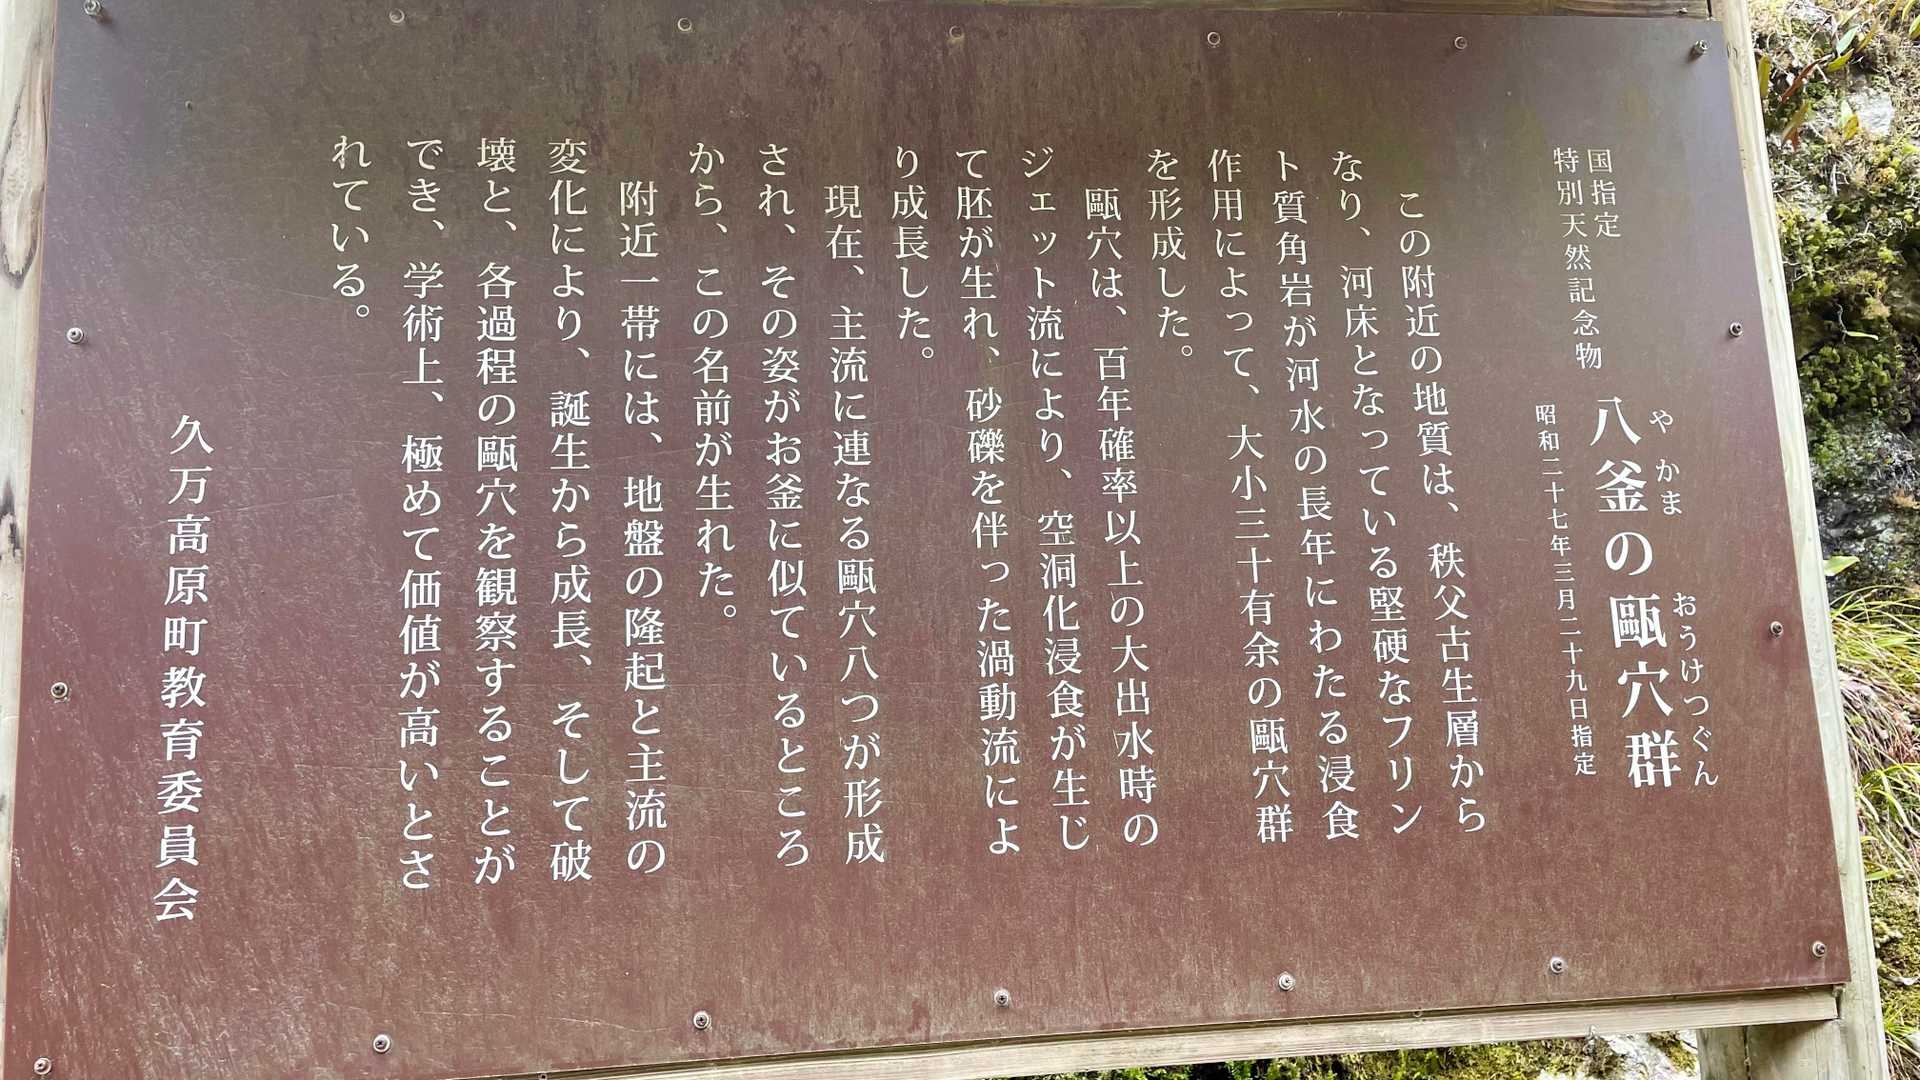 国指定
特別天然記念物
八釜の甌穴群
やかま
おうけつぐん
昭和二十七年三月二十九日指定
この附近の地質は、秩父古生層から
なり、河床となっている堅硬なフリン
ト質角岩が河水の長年にわたる浸食
作用によって、大小三十有余の甌穴群
を形成した。
甌穴は、百年確率以上の大出水時の
ジェット流により、空洞化浸食が生じ
て胚が生れ、砂礫を伴った渦動流によ
り成長した。
現在、主流に連なる甌穴八つが形成
され、その姿がお釜に似ているところ
から、この名前が生れた。
附近一帯には、地盤の隆起と主流の
変化により、誕生から成長、そして破
壊と、各過程の甌穴を観察することが
でき、学術上、極めて価値が高いとさ
れている。
久万高原町教育委員会